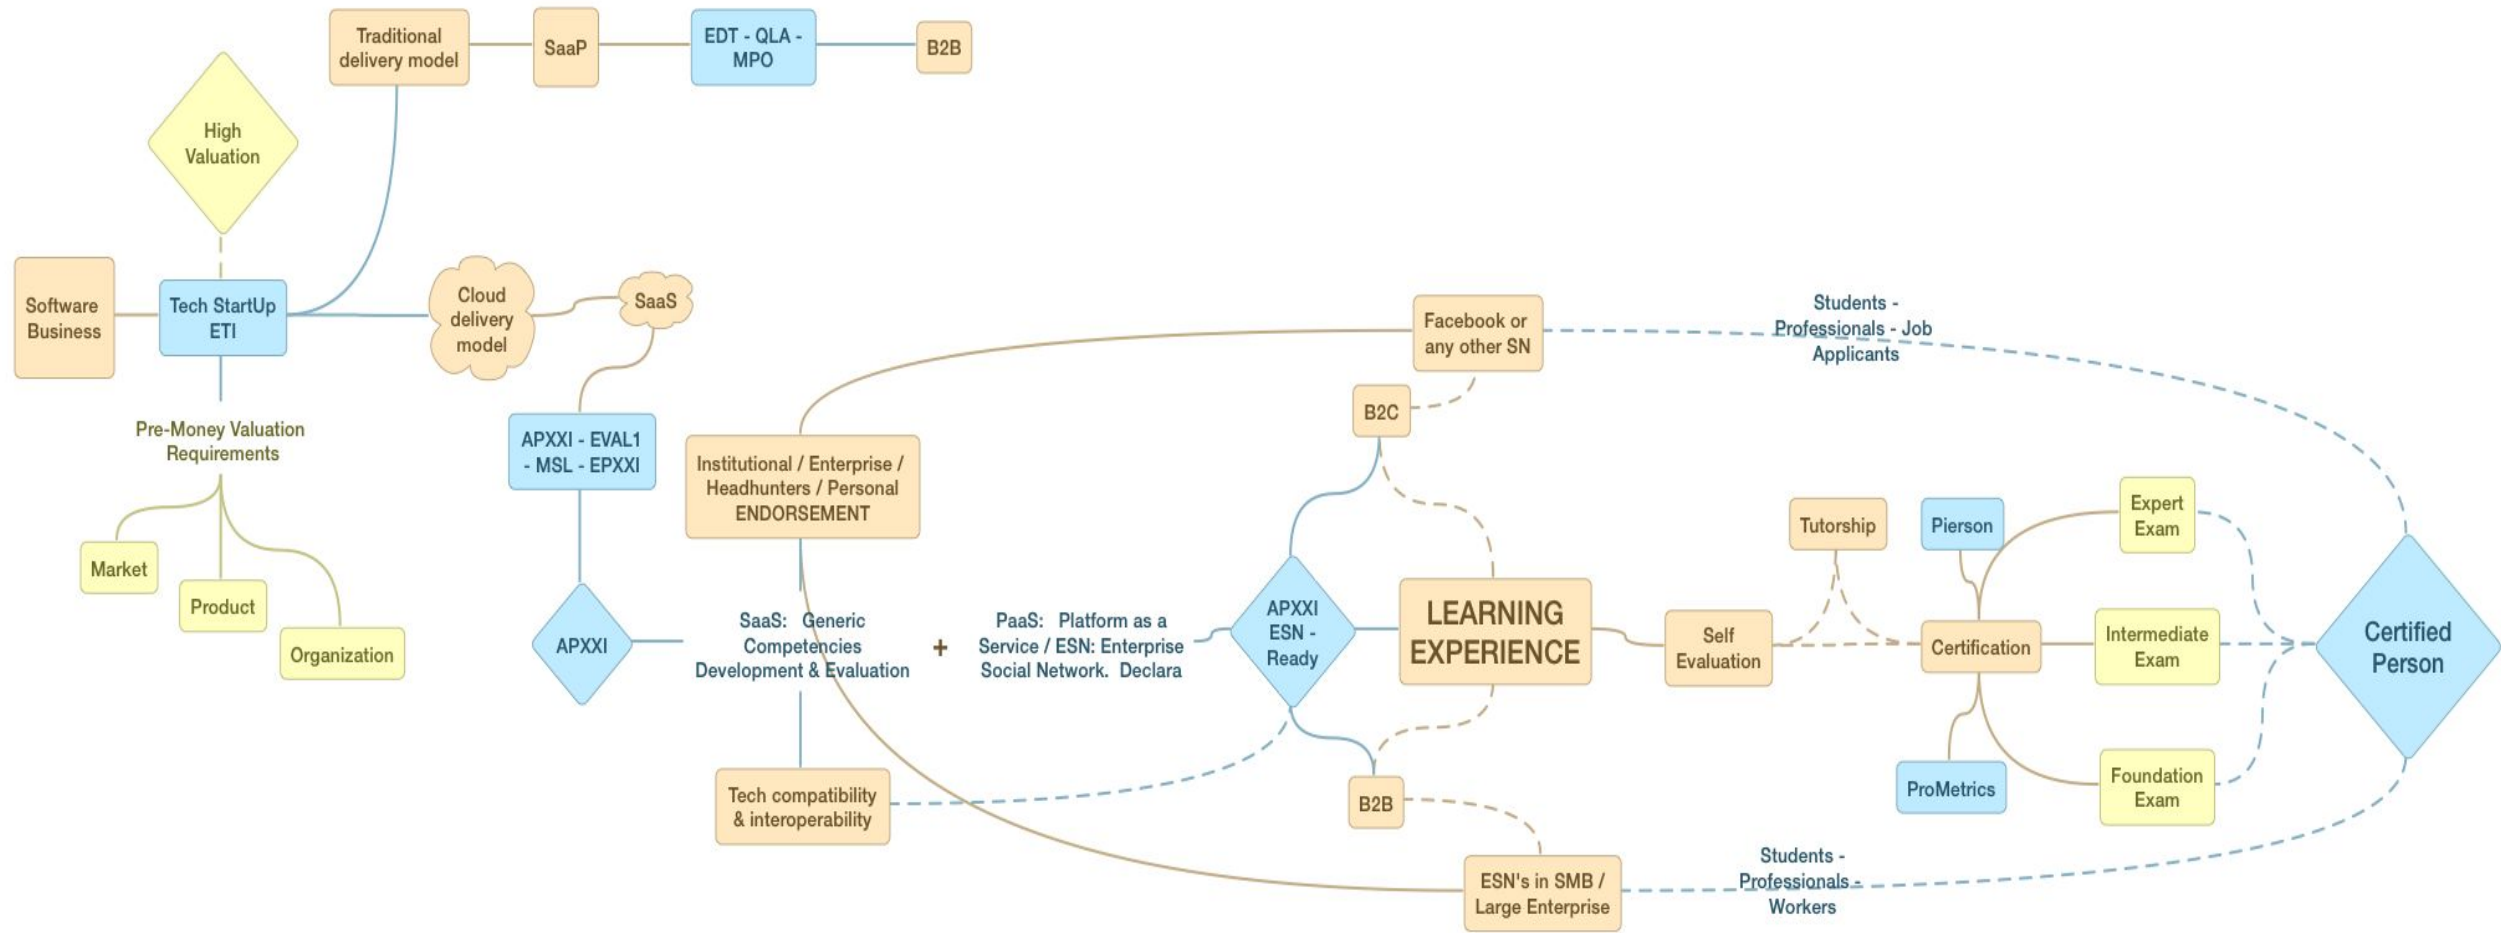 Traditional
delivery model
SaaP
EDT - QLA -
MPO
B2B
High
Valuation
Software
Business
Tech StartUp
ETI
Cloud
delivery
model
SaaS
Pre-Money Valuation
Requirements
Market
Product
Organization
APXXI - EVAL1
- MSL - EPXXI
APXXI
Institutional / Enterprise /
Headhunters / Personal
ENDORSEMENT
SaaS: Generic
Competencies
Development & Evaluation
+
PaaS: Platform as a
Service / ESN: Enterprise
Social Network. Declara
Tech compatibility
& interoperability
APXXI
ESN -
Ready
Facebook or
any other SN
B2C
LEARNING
EXPERIENCE
B2B
ESN's in SMB /
Large Enterprise
Students -
Professionals - Job
Applicants
Self
Evaluation
Tutorship
Pierson
Certification
ProMetrics
Expert
Exam
Intermediate
Exam
Foundation
Exam
Students -
Professionals -
Workers
Certified
Person